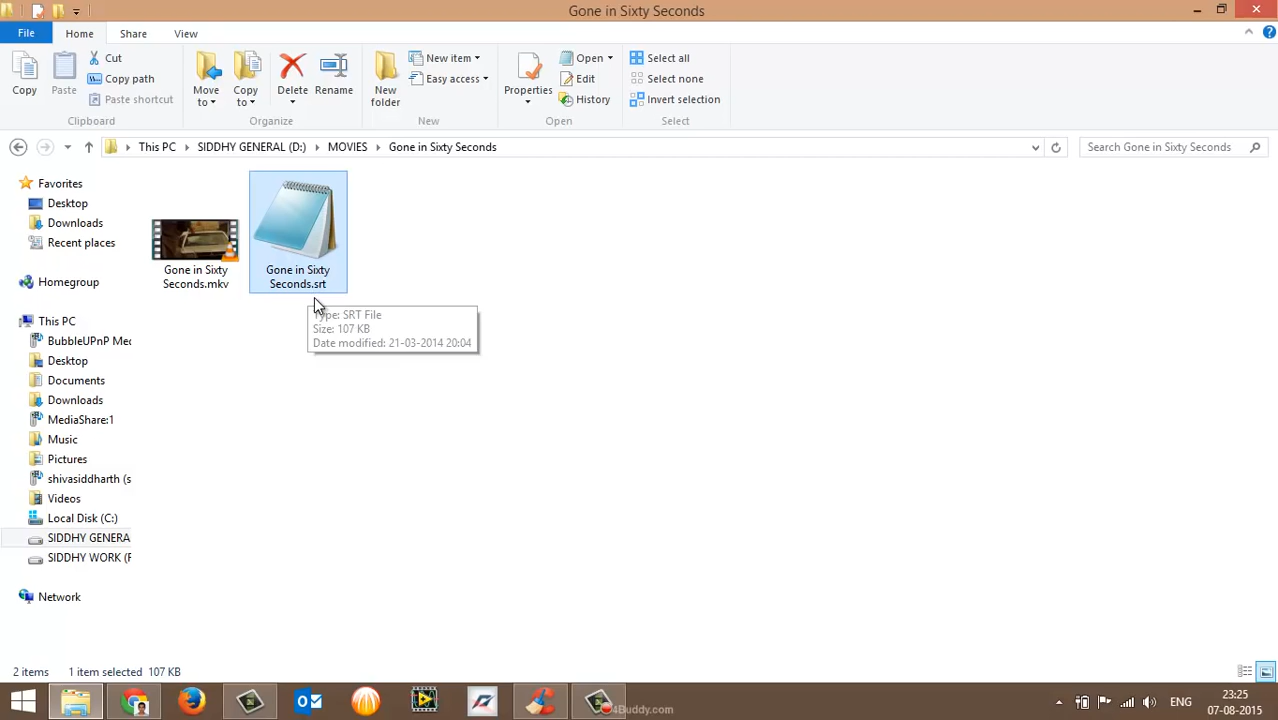 Gone in Sixty Seconds
File
Home
Share
View
Copy
Paste
Cut
Copy path
Paste shortcut
Clipboard
Move to
Copy to
Delete
Rename
Organize
New folder
New item
Easy access
New
Properties
Open
Edit
History
Open
Select all
Select none
Invert selection
Select
This PC
SIDDHY GENERAL (D:)
MOVIES
Gone in Sixty Seconds
Search Gone in Sixty Seconds
Favorites
Desktop
Downloads
Recent places
Homegroup
This PC
BubbleUPnP Med
Desktop
Documents
Downloads
MediaShare:1
Music
Pictures
shivasiddharth (s
Videos
Local Disk (C:)
SIDDHY GENERA
SIDDHY WORK (F
Network
Gone in Sixty
Seconds.mkv
Gone in Sixty
Seconds.srt
Type: SRT File
Size: 107 KB
Date modified: 21-03-2014 20:04
2 items
1 item selected 107 KB
4Buddy.com
ENG
23:25
07-08-2015